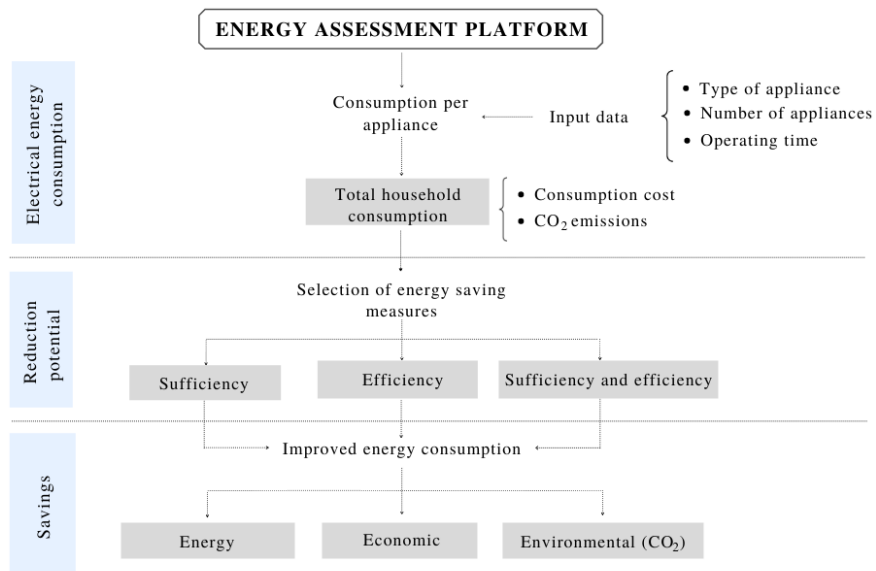 ENERGY ASSESSMENT PLATFORM
Electrical energy
consumption
Consumption per
appliance
Input data
• Type of appliance
• Number of appliances
• Operating time
Total household
consumption
• Consumption cost
• CO₂ emissions
Reduction
potential
Selection of energy saving
measures
Sufficiency
Efficiency
Sufficiency and efficiency
Savings
Improved energy consumption
Energy
Economic
Environmental (CO₂)